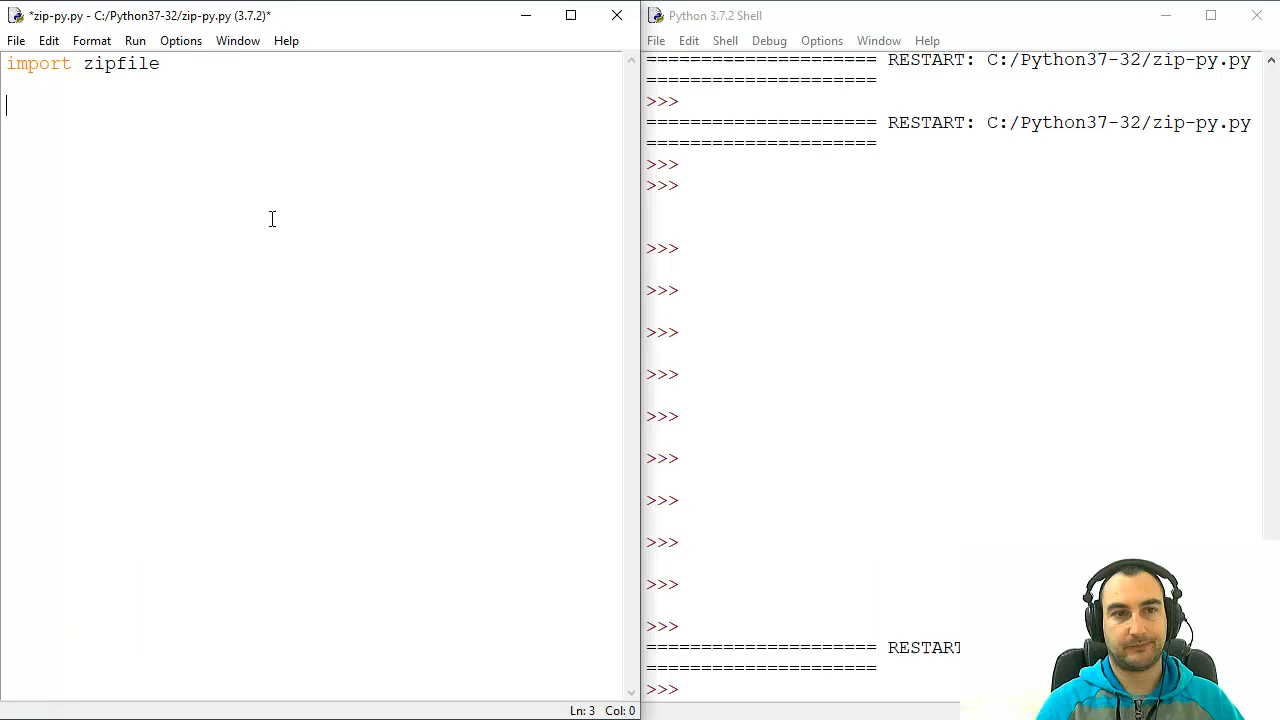 *zip-py.py - C:/Python37-32/zip-py.py (3.7.2)*
File Edit Format Run Options Window Help
import zipfile
Ln: 3 Col: 0
Python 3.7.2 Shell
File Edit Shell Debug Options Window Help
===================== RESTART: C:/Python37-32/zip-py.py
=====================
>>>
===================== RESTART: C:/Python37-32/zip-py.py
=====================
>>>
>>>
>>>
>>>
>>>
>>>
>>>
>>>
>>>
>>>
>>>
>>>
===================== RESTART
=====================
>>>